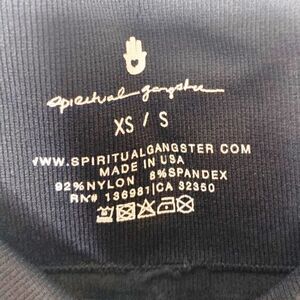 spiritual gangster
XS / S
WWW.SPIRITUALGANGSTER.COM
MADE IN USA
92%NYLON 8%SPANDEX
RN# 136981 | CA 32350